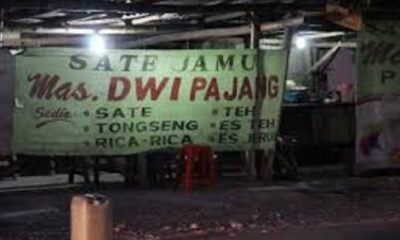 SATE JAMU
Mas. DWI PAJANG
Sedia
• SATE • TEH
• TONGSENG • ES TEH
• RICA-RICA • ES JERUK